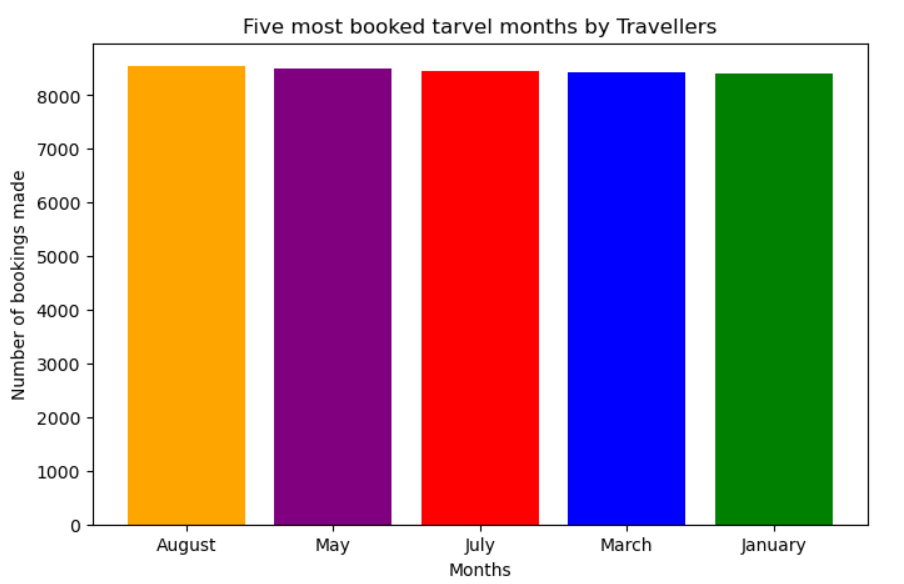 Five most booked tarvel months by Travellers
Number of bookings made
8000
7000
6000
5000
4000
3000
2000
1000
0
August May July March January
Months